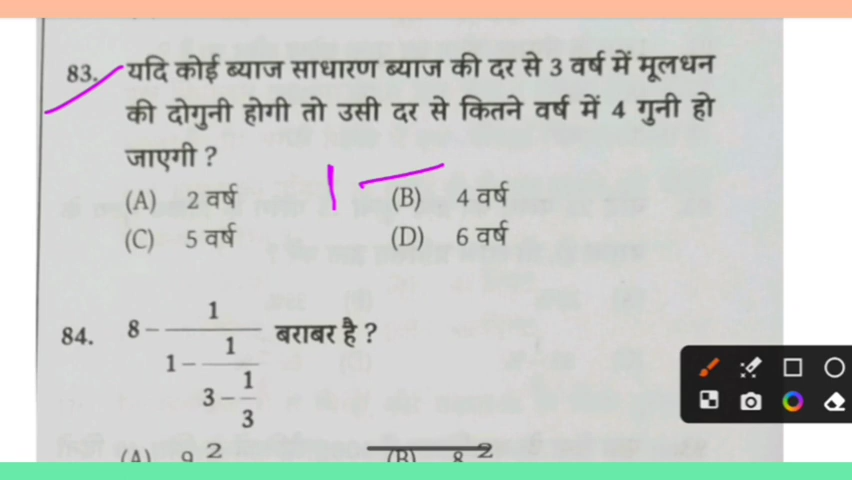 83. यदि कोई ब्याज साधारण ब्याज की दर से 3 वर्ष में मूलधन
की दोगुनी होगी तो उसी दर से कितने वर्ष में 4 गुनी हो
जाएगी ?
(A) 2 वर्ष (B) 4 वर्ष
(C) 5 वर्ष (D) 6 वर्ष
84. 8 - 1/(1 - 1/(3 - 1/3)) बराबर है ?